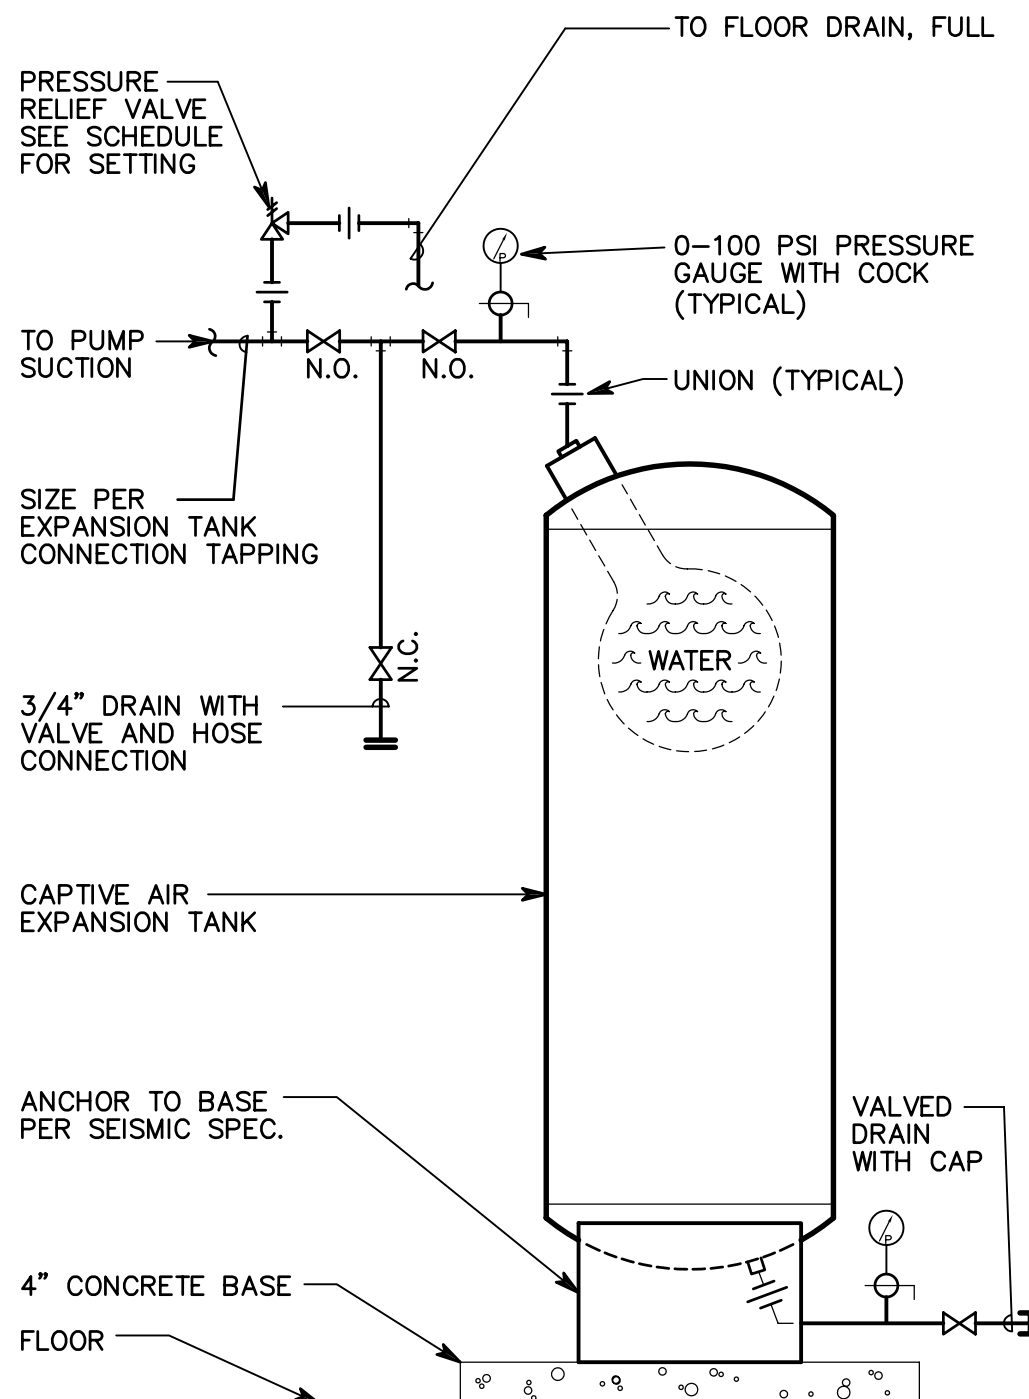 TO FLOOR DRAIN, FULL
PRESSURE
RELIEF VALVE
SEE SCHEDULE
FOR SETTING
P
0-100 PSI PRESSURE
GAUGE WITH COCK
(TYPICAL)
TO PUMP
SUCTION
N.O.
N.O.
UNION (TYPICAL)
SIZE PER
EXPANSION TANK
CONNECTION TAPPING
N.C.
WATER
3/4" DRAIN WITH
VALVE AND HOSE
CONNECTION
CAPTIVE AIR
EXPANSION TANK
ANCHOR TO BASE
PER SEISMIC SPEC.
VALVED
DRAIN
WITH CAP
P
4" CONCRETE BASE
FLOOR